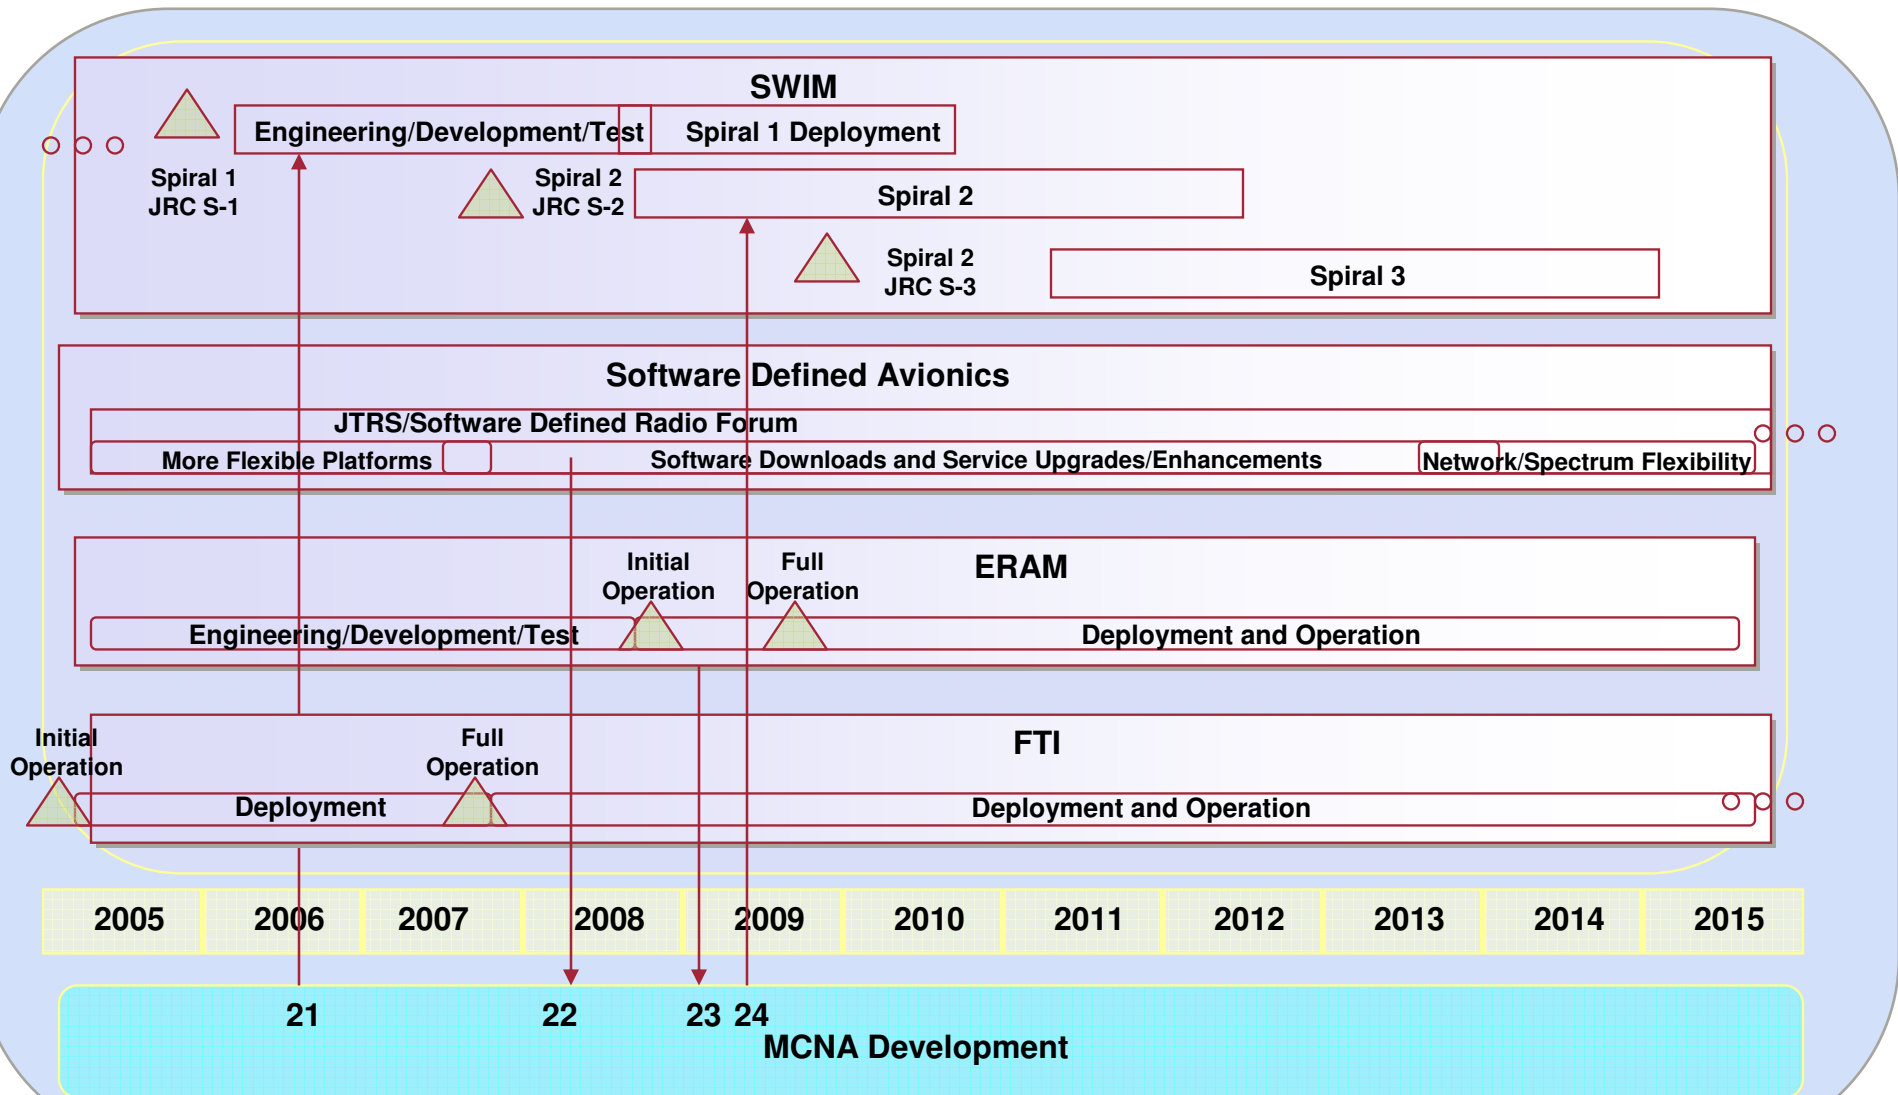 SWIM
Engineering/Development/Test
Spiral 1 Deployment
Spiral 1
JRC S-1
Spiral 2
JRC S-2
Spiral 2
Spiral 2
JRC S-3
Spiral 3
Software Defined Avionics
JTRS/Software Defined Radio Forum
More Flexible Platforms
Software Downloads and Service Upgrades/Enhancements
Network/Spectrum Flexibility
Initial
Operation
Full
Operation
ERAM
Engineering/Development/Test
Deployment and Operation
Initial
Operation
Full
Operation
FTI
Deployment
Deployment and Operation
2005 2006 2007 2008 2009 2010 2011 2012 2013 2014 2015
21 22 23 24
MCNA Development